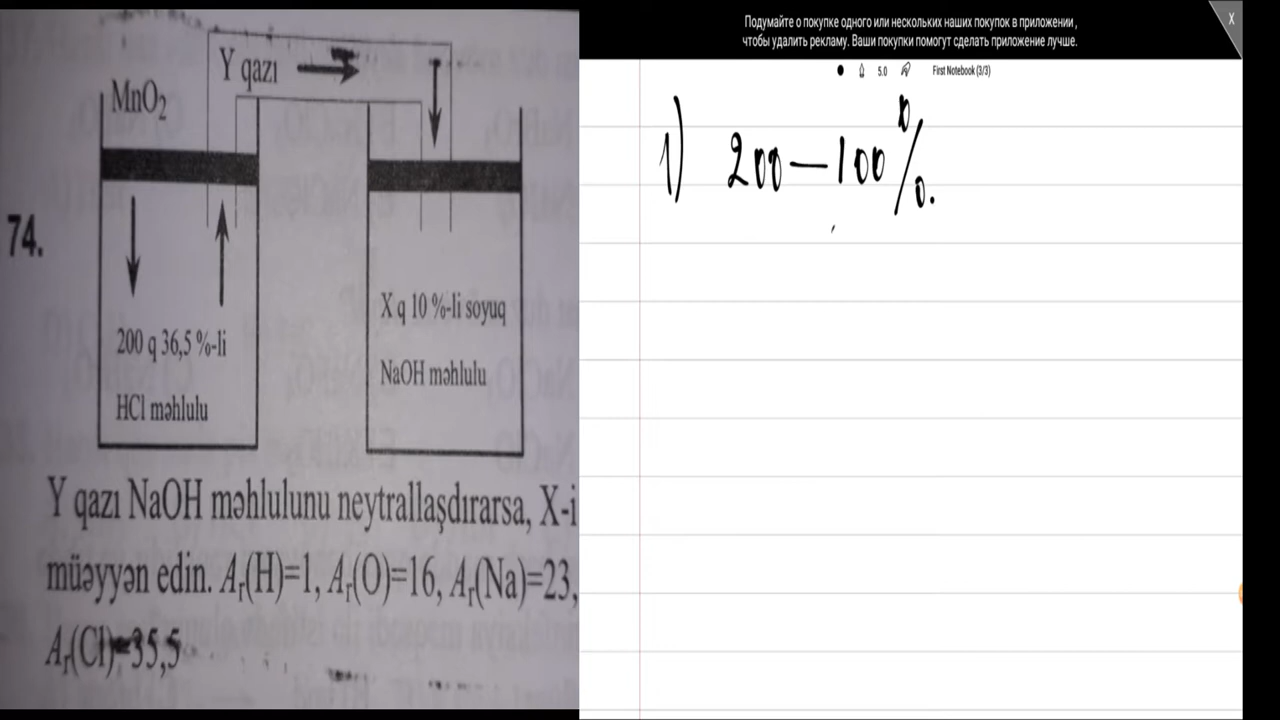 Y qazı
MnO2
74.
200 q 36,5 %-li
HCl məhlulu
X q 10 %-li soyuq
NaOH məhlulu
Y qazı NaOH məhlulunu neytrallaşdırarsa, X-i
müəyyən edin. Ar(H)=1, Ar(O)=16, Ar(Na)=23,
Ar(Cl)=35,5
Подумайте о покупке одного или нескольких наших покупок в приложении,
чтобы удалить рекламу. Ваши покупки помогут сделать приложение лучше.
X
5.0
First Notebook (3/3)
1) 200 — 100 %.